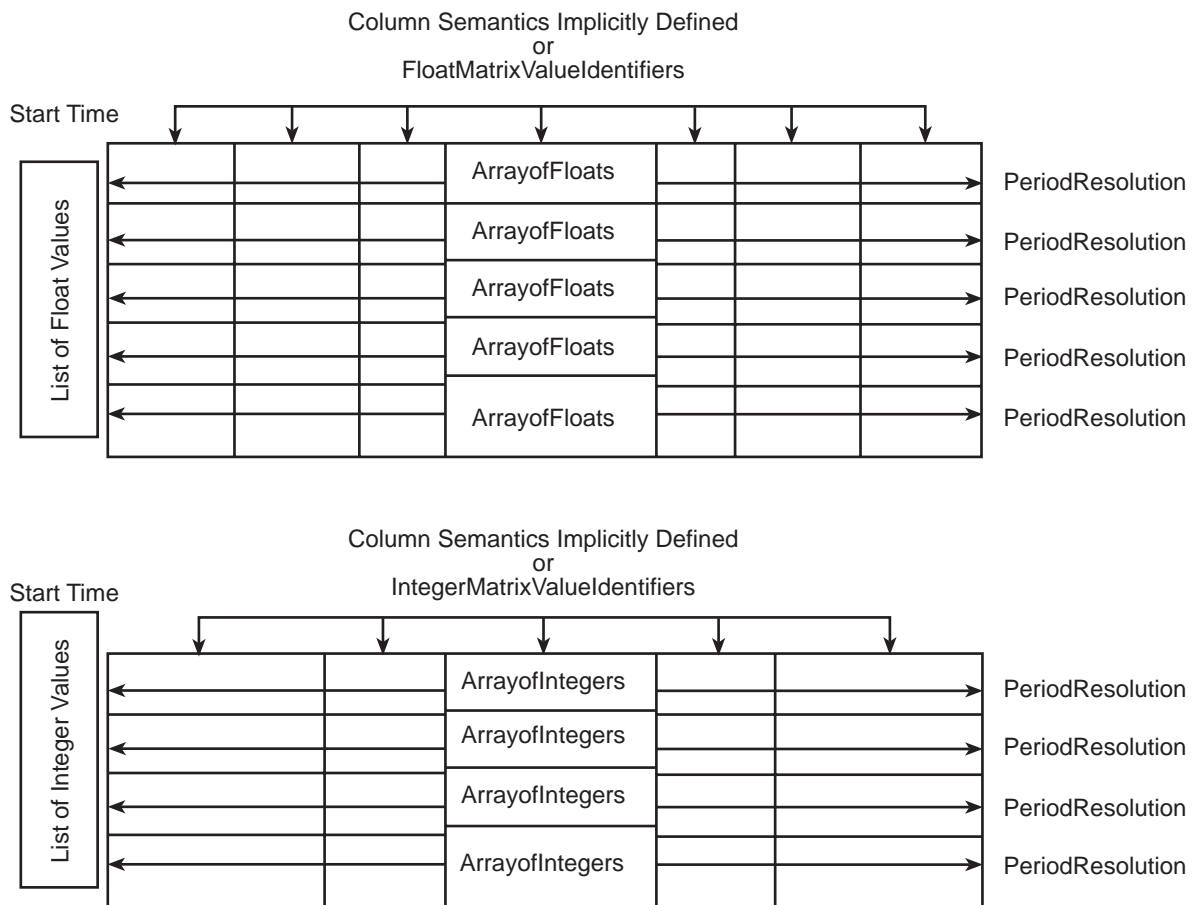 Column Semantics Implicitly Defined
or
FloatMatrixValueIdentifiers
Start Time
List of Float Values
ArrayofFloats
PeriodResolution
ArrayofFloats
PeriodResolution
ArrayofFloats
PeriodResolution
ArrayofFloats
PeriodResolution
ArrayofFloats
PeriodResolution
Column Semantics Implicitly Defined
or
IntegerMatrixValueIdentifiers
Start Time
List of Integer Values
ArrayofIntegers
PeriodResolution
ArrayofIntegers
PeriodResolution
ArrayofIntegers
PeriodResolution
ArrayofIntegers
PeriodResolution